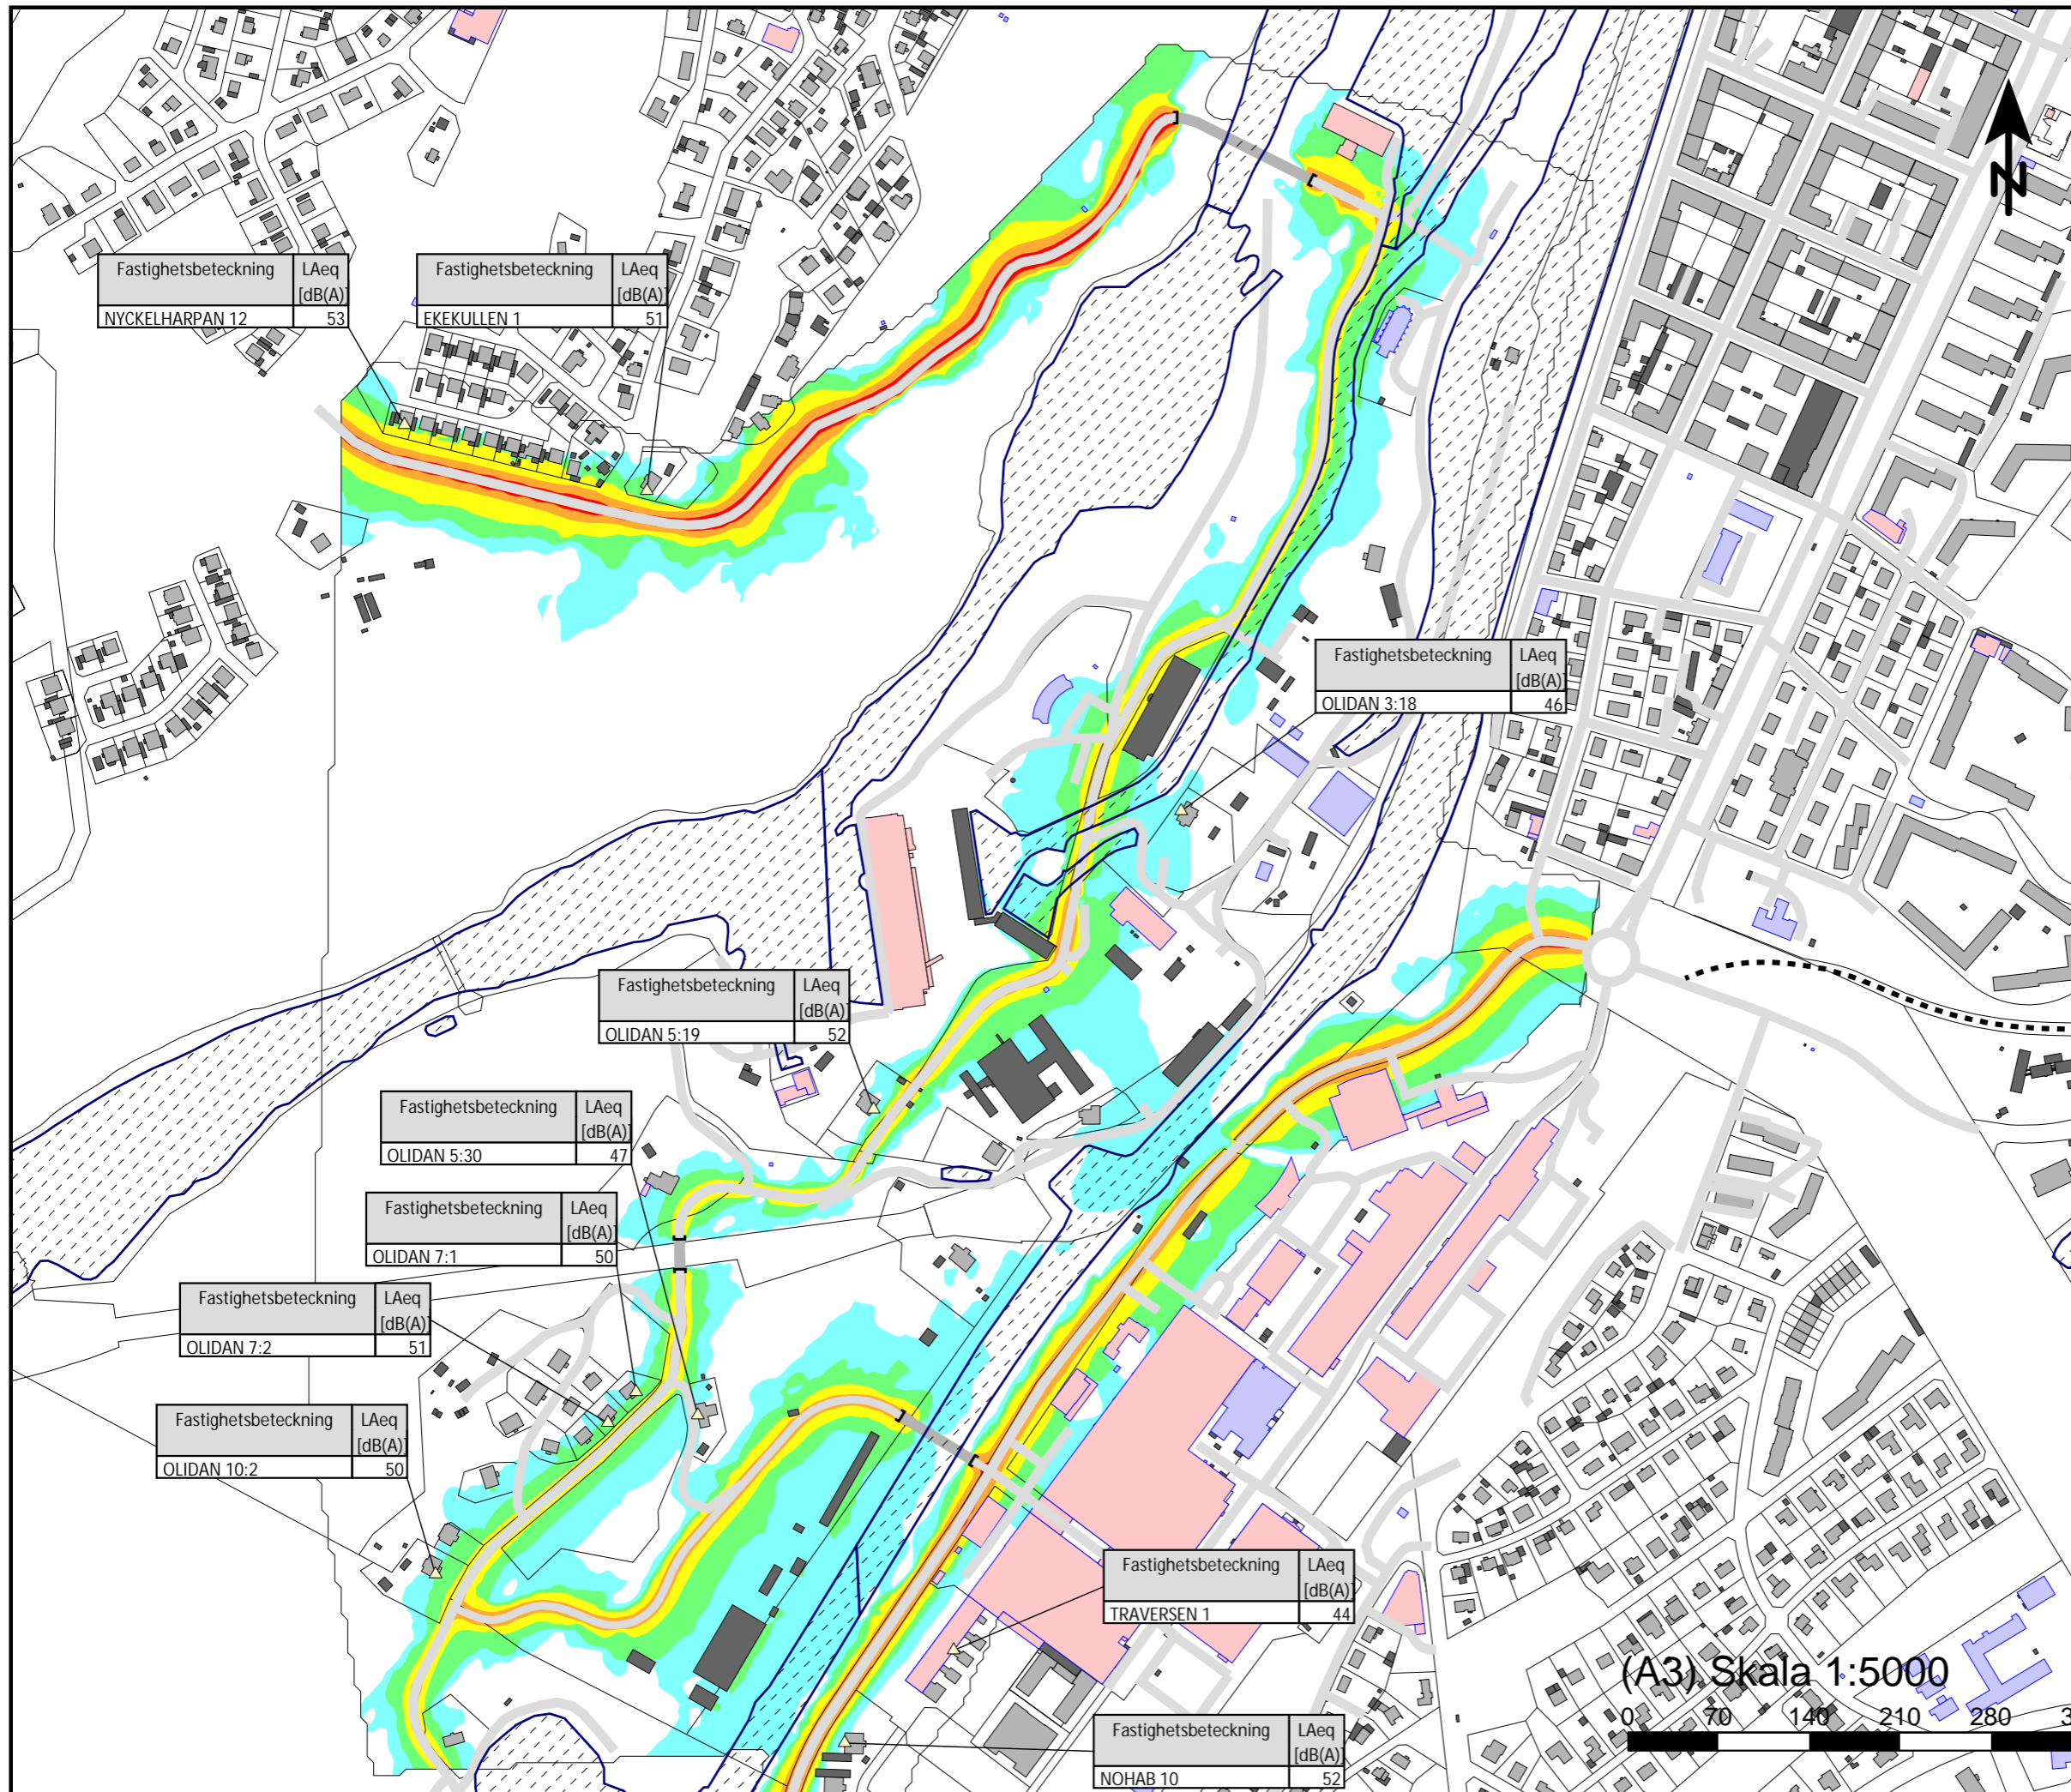 N
Fastighetsbeteckning LAeq
[dB(A)]
NYCKELHARPAN 12 53
Fastighetsbeteckning LAeq
[dB(A)]
EKEKULLEN 1 51
Fastighetsbeteckning LAeq
[dB(A)]
OLIDAN 3:18 46
Fastighetsbeteckning LAeq
[dB(A)]
OLIDAN 5:19 52
Fastighetsbeteckning LAeq
[dB(A)]
OLIDAN 5:30 47
Fastighetsbeteckning LAeq
[dB(A)]
OLIDAN 7:1 50
Fastighetsbeteckning LAeq
[dB(A)]
OLIDAN 7:2 51
Fastighetsbeteckning LAeq
[dB(A)]
OLIDAN 10:2 50
Fastighetsbeteckning LAeq
[dB(A)]
TRAVERSEN 1 44
Fastighetsbeteckning LAeq
[dB(A)]
NOHAB 10 52
(A3) Skala 1:5000
0 70 140 210 280